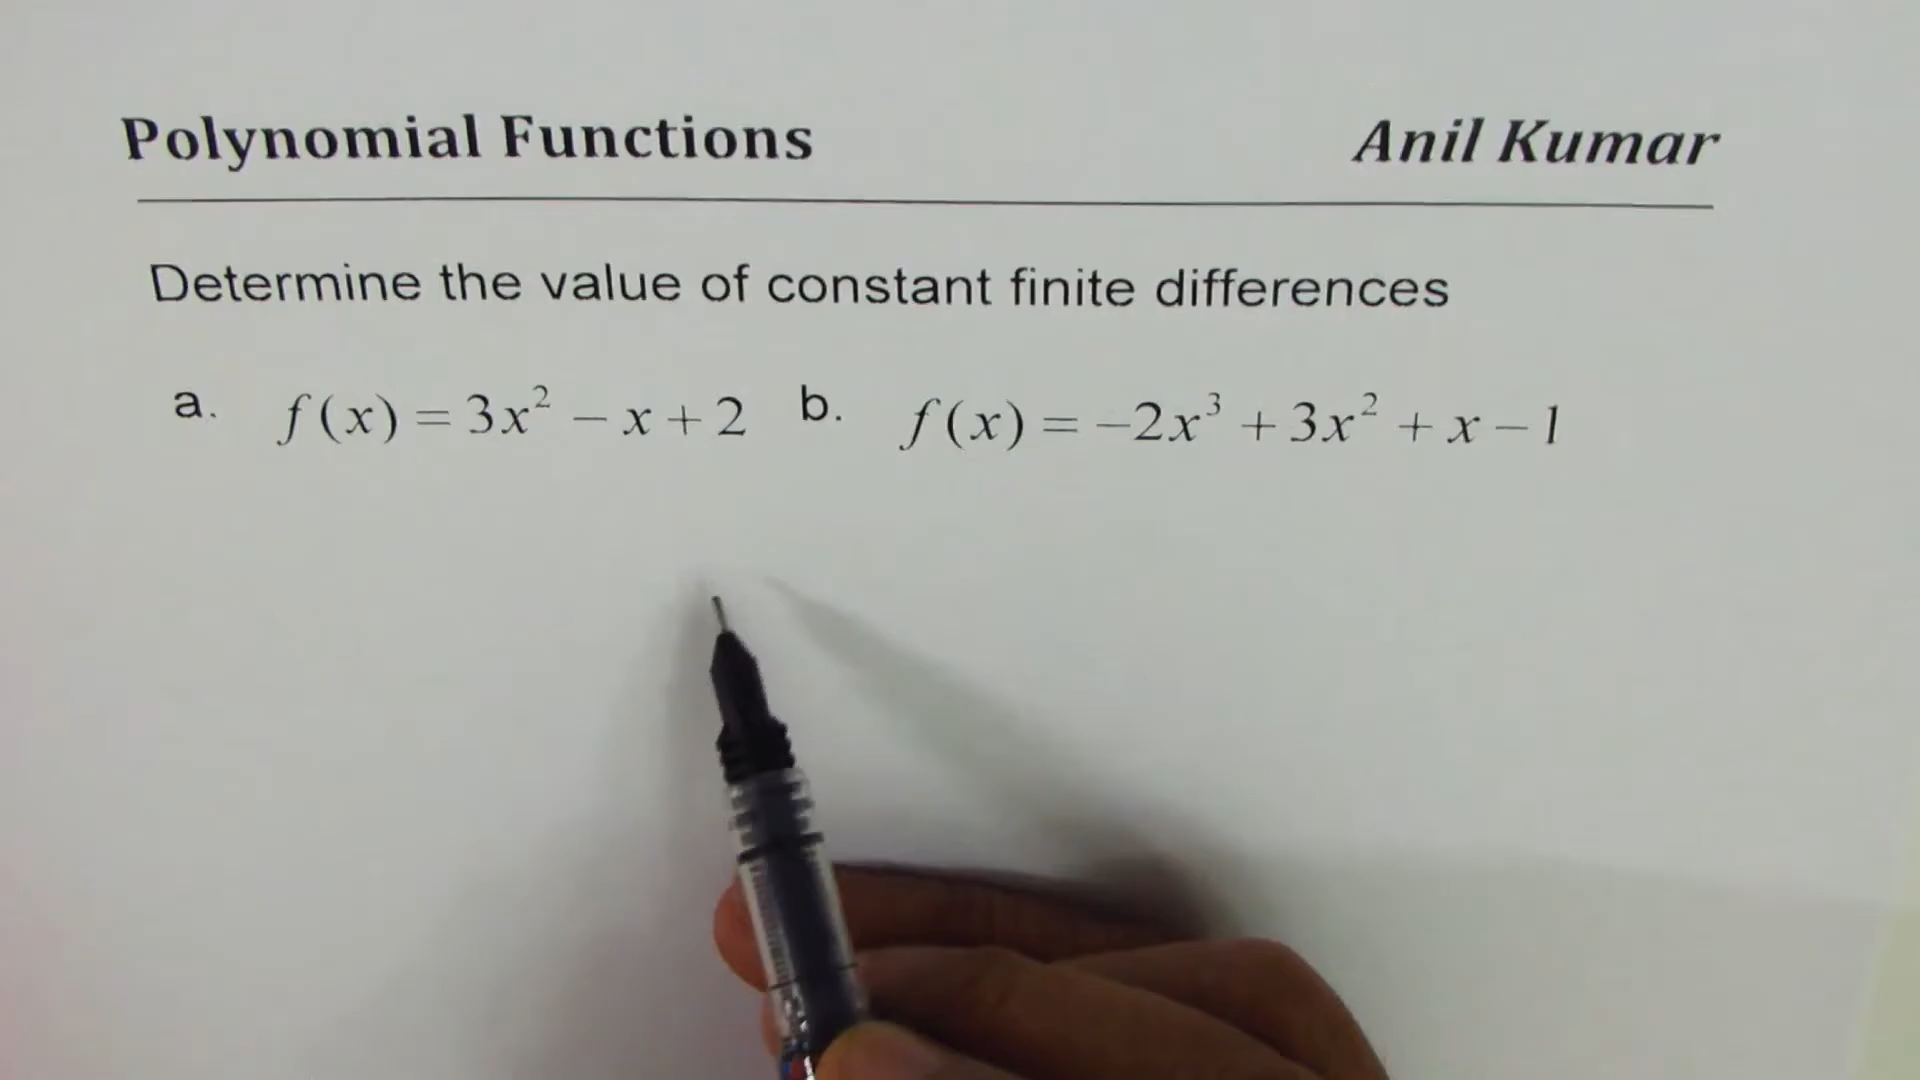 Polynomial Functions Anil Kumar
Determine the value of constant finite differences
a. f(x) = 3x² − x + 2 b. f(x) = −2x³ + 3x² + x − 1